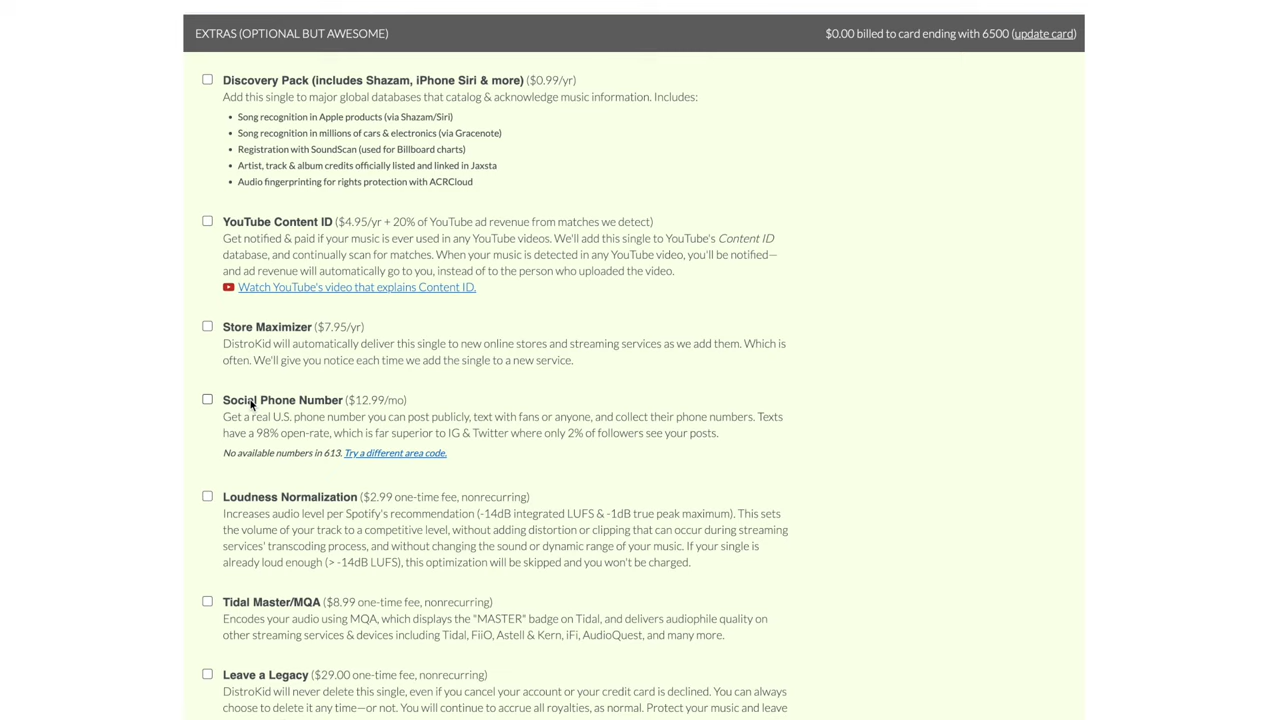 EXTRAS (OPTIONAL BUT AWESOME)
$0.00 billed to card ending with 6500 (update card)
Discovery Pack (includes Shazam, iPhone Siri & more) ($0.99/yr)
Add this single to major global databases that catalog & acknowledge music information. Includes:
• Song recognition in Apple products (via Shazam/Siri)
• Song recognition in millions of cars & electronics (via Gracenote)
• Registration with SoundScan (used for Billboard charts)
• Artist, track & album credits officially listed and linked in Jaxsta
• Audio fingerprinting for rights protection with ACRCloud
YouTube Content ID ($4.95/yr + 20% of YouTube ad revenue from matches we detect)
Get notified & paid if your music is ever used in any YouTube videos. We'll add this single to YouTube's Content ID
database, and continually scan for matches. When your music is detected in any YouTube video, you'll be notified—
and ad revenue will automatically go to you, instead of to the person who uploaded the video.
Watch YouTube's video that explains Content ID.
Store Maximizer ($7.95/yr)
DistroKid will automatically deliver this single to new online stores and streaming services as we add them. Which is
often. We'll give you notice each time we add the single to a new service.
Social Phone Number ($12.99/mo)
Get a real U.S. phone number you can post publicly, text with fans or anyone, and collect their phone numbers. Texts
have a 98% open-rate, which is far superior to IG & Twitter where only 2% of followers see your posts.
No available numbers in 613. Try a different area code.
Loudness Normalization ($2.99 one-time fee, nonrecurring)
Increases audio level per Spotify's recommendation (-14dB integrated LUFS & -1dB true peak maximum). This sets
the volume of your track to a competitive level, without adding distortion or clipping that can occur during streaming
services' transcoding process, and without changing the sound or dynamic range of your music. If your single is
already loud enough (> -14dB LUFS), this optimization will be skipped and you won't be charged.
Tidal Master/MQA ($8.99 one-time fee, nonrecurring)
Encodes your audio using MQA, which displays the "MASTER" badge on Tidal, and delivers audiophile quality on
other streaming services & devices including Tidal, FiiO, Astell & Kern, iFi, AudioQuest, and many more.
Leave a Legacy ($29.00 one-time fee, nonrecurring)
DistroKid will never delete this single, even if you cancel your account or your credit card is declined. You can always
choose to delete it any time—or not. You will continue to accrue all royalties, as normal. Protect your music and leave